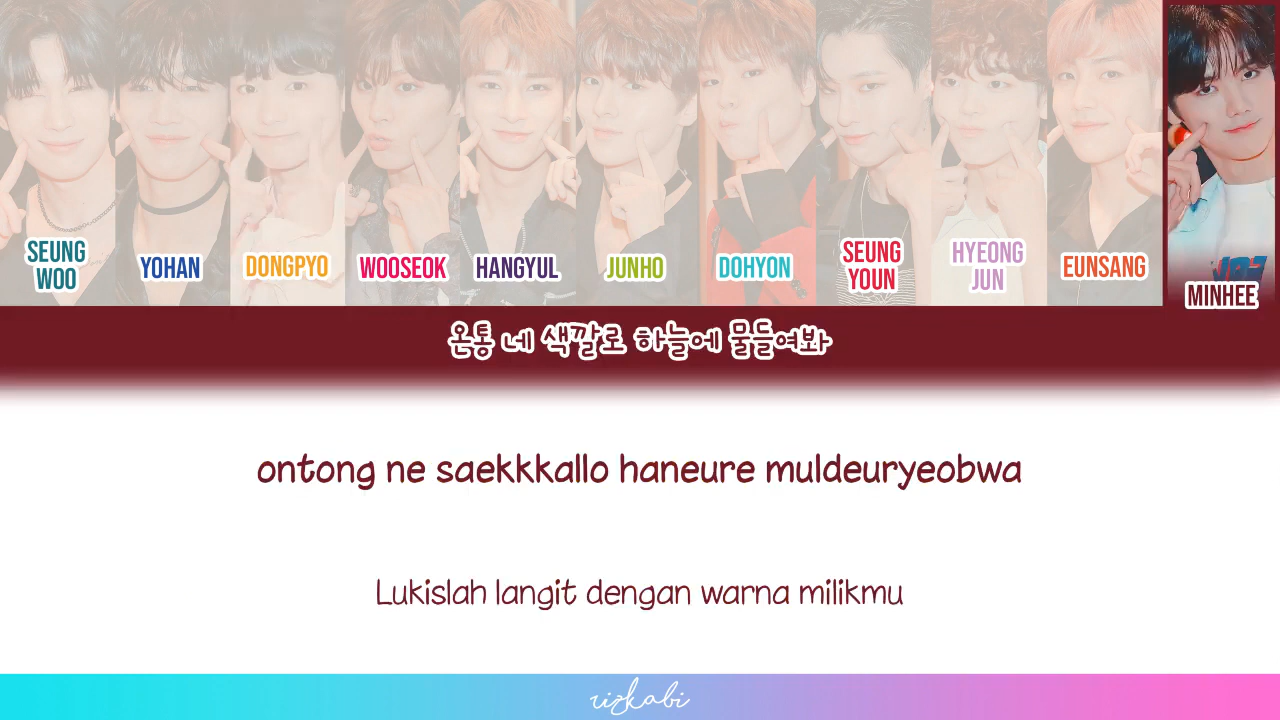 SEUNG
WOO
YOHAN
DONGPYO
WOOSEOK
HANGYUL
JUNHO
DOHYON
SEUNG
YOUN
HYEONG
JUN
EUNSANG
MINHEE
온통 네 색깔로 하늘에 물들여봐
ontong ne saekkkallo haneure muldeuryeobwa
Lukislah langit dengan warna milikmu
rizkabi